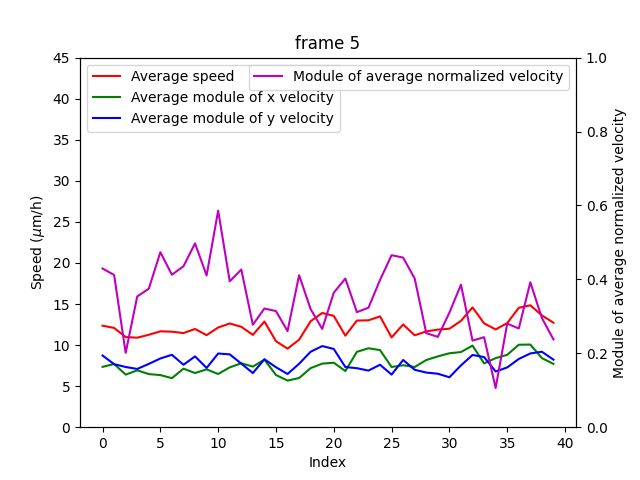 frame 5
Average speed
Average module of x velocity
Average module of y velocity
Module of average normalized velocity
45
40
35
30
25
20
15
10
5
0
Speed (μm/h)
1.0
0.8
0.6
0.4
0.2
0.0
Module of average normalized velocity
0 5 10 15 20 25 30 35 40
Index